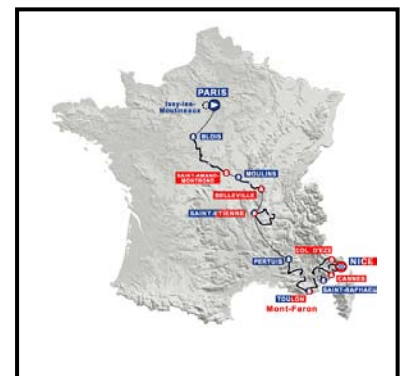 PARIS
Issy-les-
Moulineaux
BLOIS
SAINT-AMAND-
MONTROND
MOULINS
BELLEVILLE
SAINT-ETIENNE
COL D'EZE
PERTUIS
NICE
CANNES
SAINT-RAPHAEL
TOULON
Mont-Faron